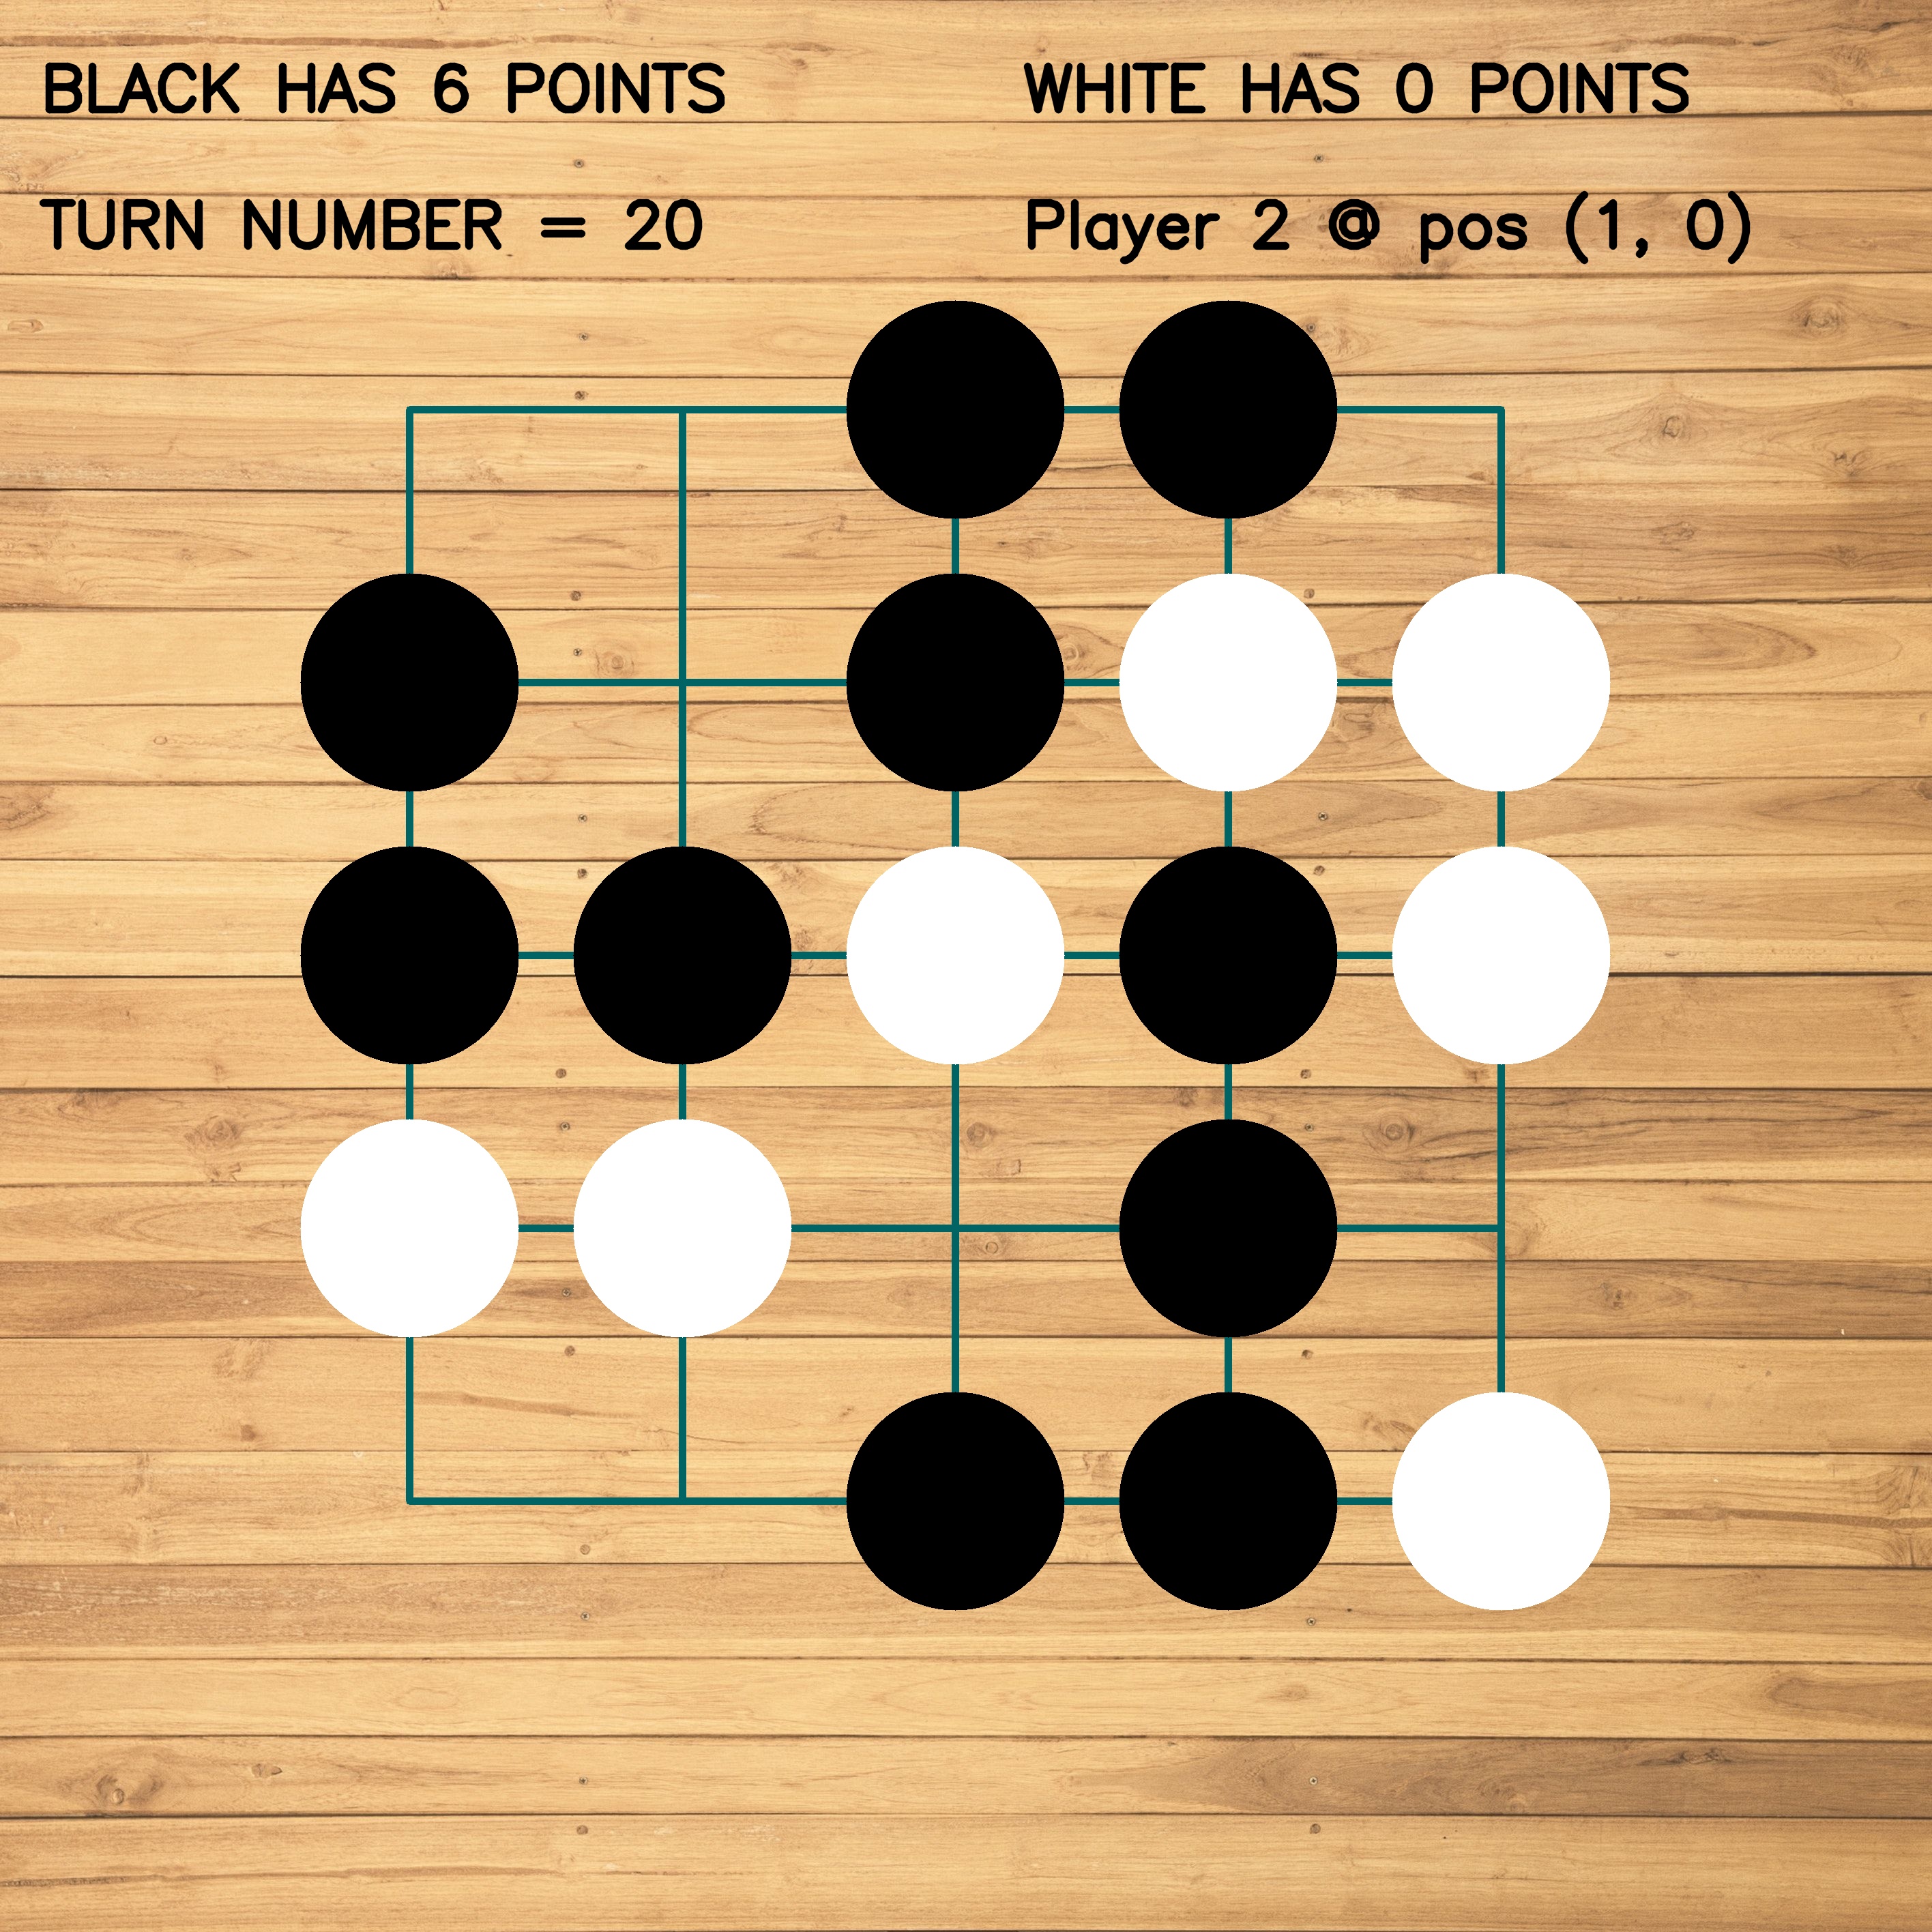 BLACK HAS 6 POINTS
WHITE HAS 0 POINTS
TURN NUMBER = 20
Player 2 @ pos (1, 0)